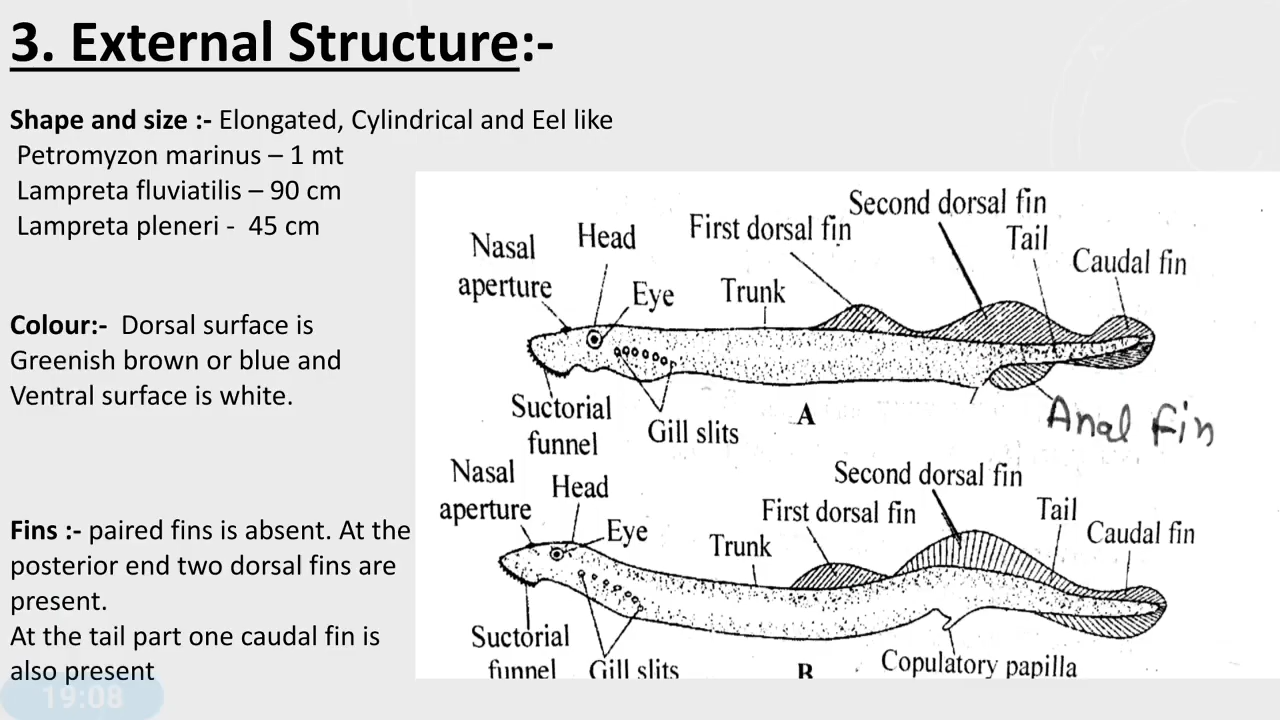 3. External Structure:-
Shape and size :- Elongated, Cylindrical and Eel like
Petromyzon marinus – 1 mt
Lampreta fluviatilis – 90 cm
Lampreta pleneri - 45 cm
Colour:- Dorsal surface is
Greenish brown or blue and
Ventral surface is white.
Fins :- paired fins is absent. At the
posterior end two dorsal fins are
present.
At the tail part one caudal fin is
also present
19:08
Second dorsal fin
First dorsal fin
Tail
Head
Nasal
aperture
Caudal fin
Eye
Trunk
Suctorial
funnel
Gill slits
A
Anal Fin
Second dorsal fin
Nasal
aperture
Head
First dorsal fin
Tail
Eye
Trunk
Caudal fin
Suctorial
funnel
Gill slits
B
Copulatory papilla